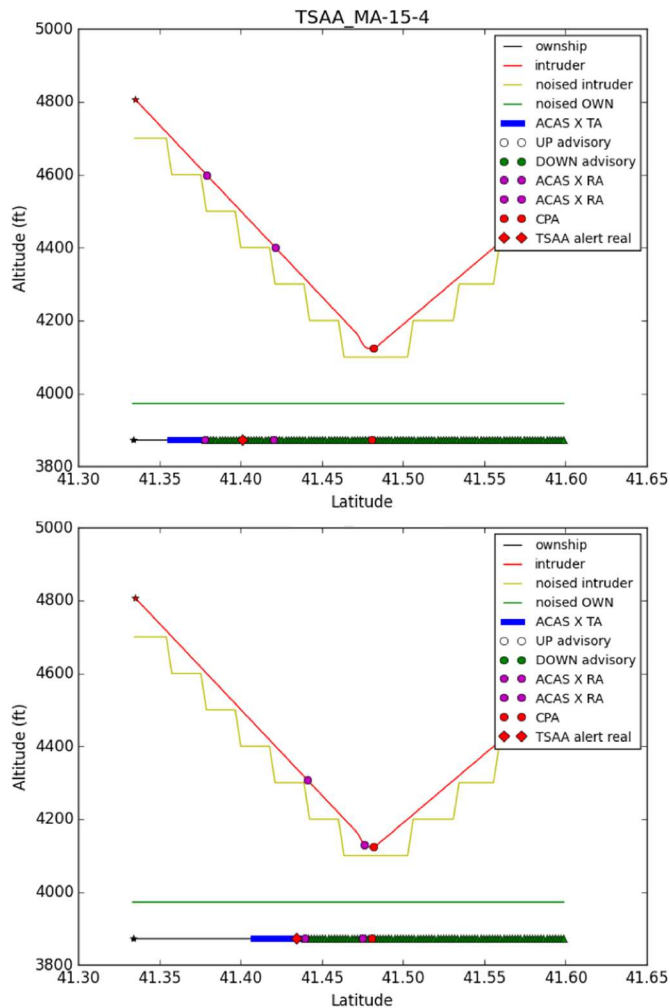 TSAA_MA-15-4
5000
4800
4600
4400
4200
4000
3800
Altitude (ft)
ownship
intruder
noised intruder
noised OWN
ACAS X TA
UP advisory
DOWN advisory
ACAS X RA
ACAS X RA
CPA
TSAA alert real
41.30 41.35 41.40 41.45 41.50 41.55 41.60 41.65
Latitude
5000
4800
4600
4400
4200
4000
3800
Altitude (ft)
ownship
intruder
noised intruder
noised OWN
ACAS X TA
UP advisory
DOWN advisory
ACAS X RA
ACAS X RA
CPA
TSAA alert real
41.30 41.35 41.40 41.45 41.50 41.55 41.60 41.65
Latitude